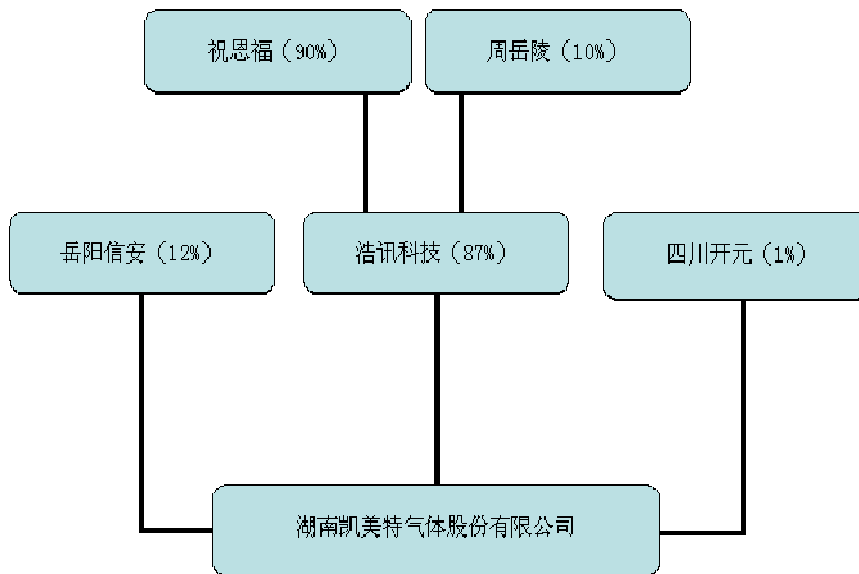 祝恩福（90%）
周岳陵（10%）
岳阳信安（12%）
浩讯科技（87%）
四川开元（1%）
湖南凯美特气体股份有限公司